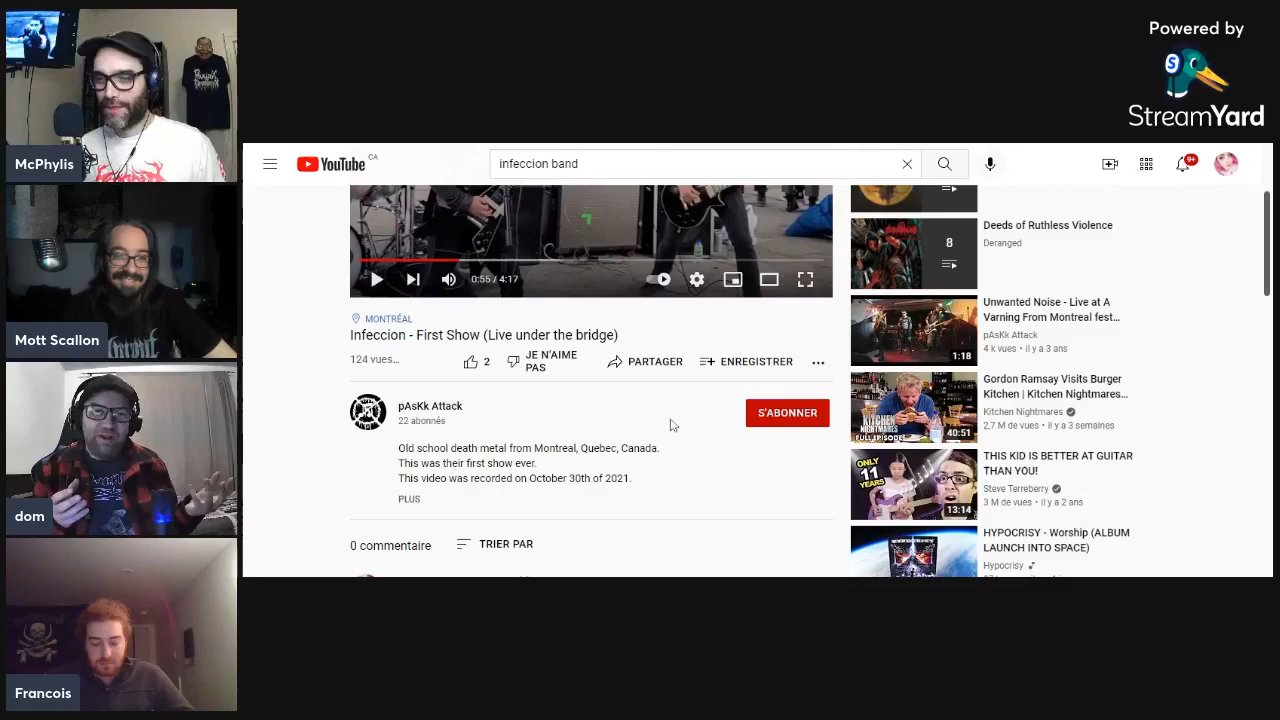 Powered by
StreamYard
McPhylis
Mott Scallon
dom
Francois
YouTube CA
infeccion band
9+
0:55 / 4:17
MONTRÉAL
Infeccion - First Show (Live under the bridge)
124 vues...
2
JE N'AIME
PAS
PARTAGER
ENREGISTRER
pAsKk Attack
22 abonnés
S'ABONNER
Old school death metal from Montreal, Quebec, Canada.
This was their first show ever.
This video was recorded on October 30th of 2021.
PLUS
0 commentaire
TRIER PAR
8
Deeds of Ruthless Violence
Deranged
1:18
Unwanted Noise - Live at A
Varning From Montreal fest...
pAsKk Attack
4 k vues • il y a 3 ans
KITCHEN
NIGHTMARES
FULL EPISODE
40:51
Gordon Ramsay Visits Burger
Kitchen | Kitchen Nightmares...
Kitchen Nightmares
2,7 M de vues • il y a 3 semaines
ONLY
11
YEARS
13:14
THIS KID IS BETTER AT GUITAR
THAN YOU!
Steve Terreberry
3 M de vues • il y a 2 ans
HYPOCRISY - Worship (ALBUM
LAUNCH INTO SPACE)
Hypocrisy